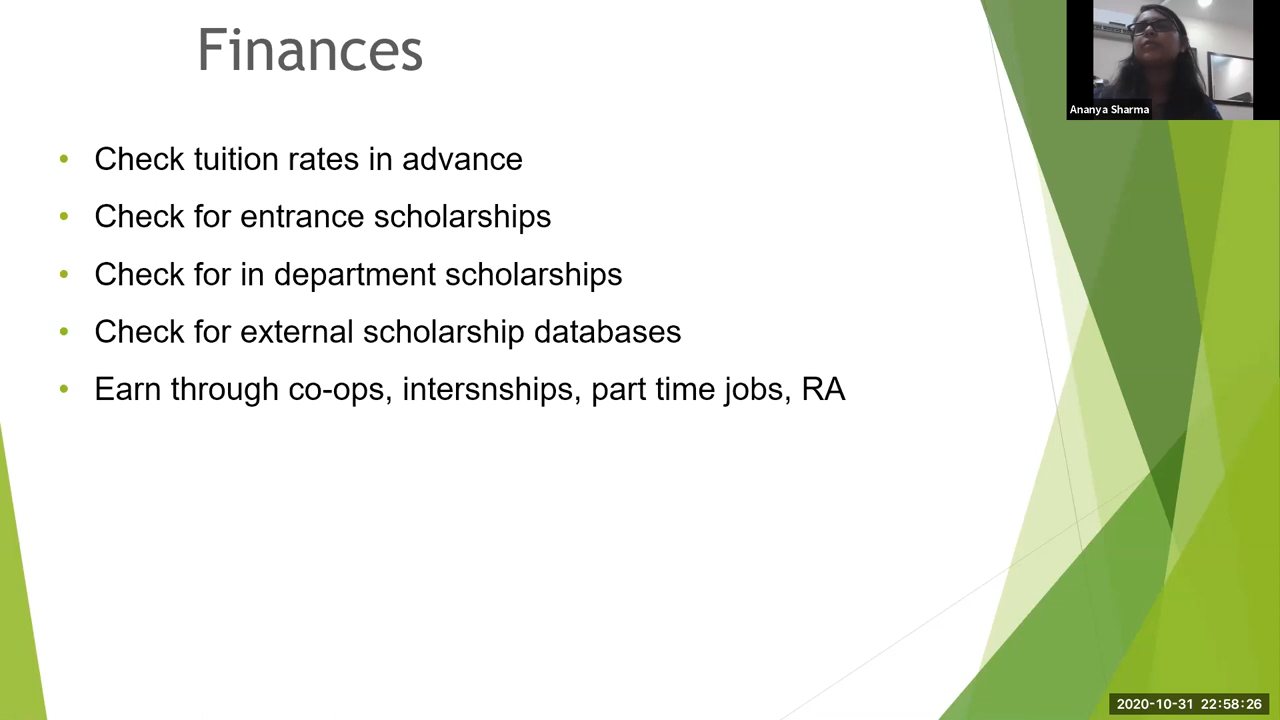 Finances
Ananya Sharma
• Check tuition rates in advance
• Check for entrance scholarships
• Check for in department scholarships
• Check for external scholarship databases
• Earn through co-ops, intersnships, part time jobs, RA
2020-10-31 22:58:26